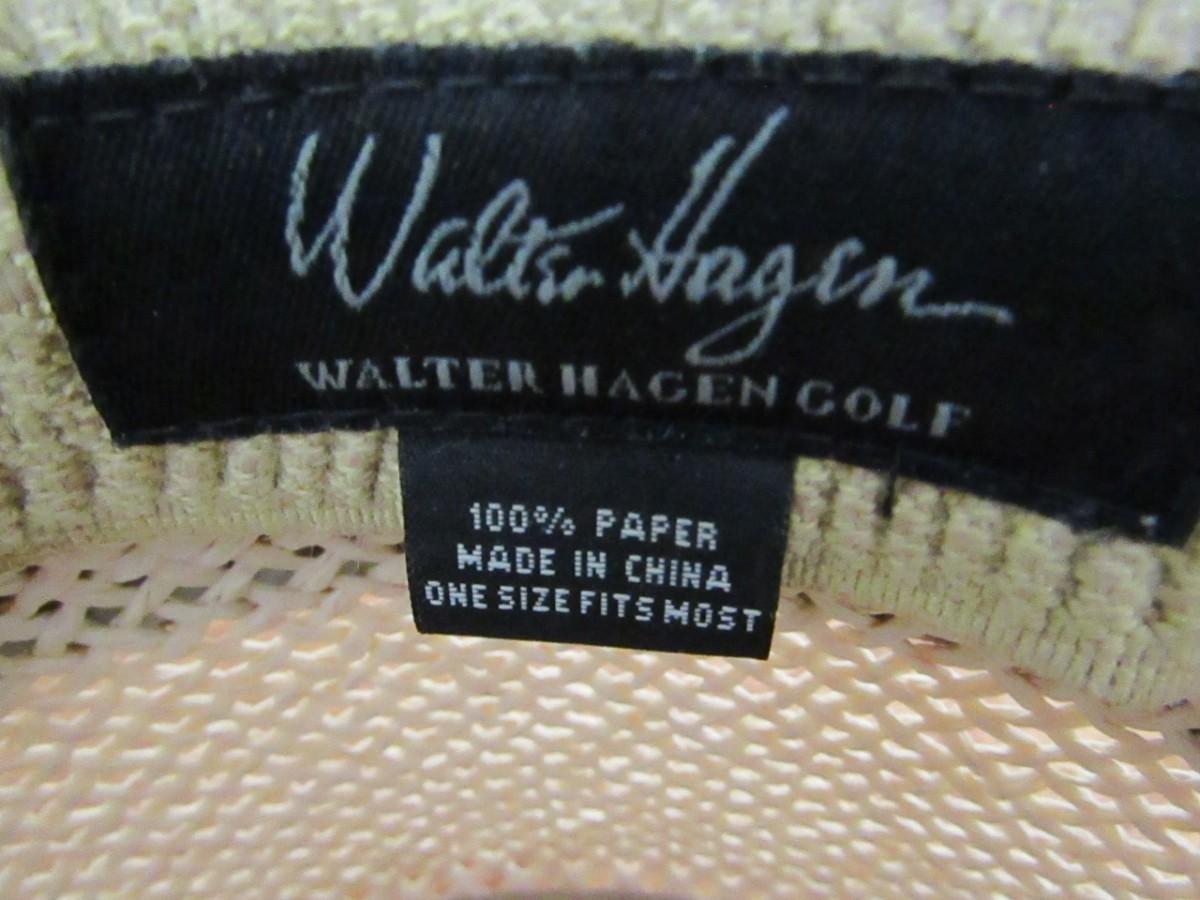 Walter Hagen
WALTER HAGEN GOLF
100% PAPER
MADE IN CHINA
ONE SIZE FITS MOST